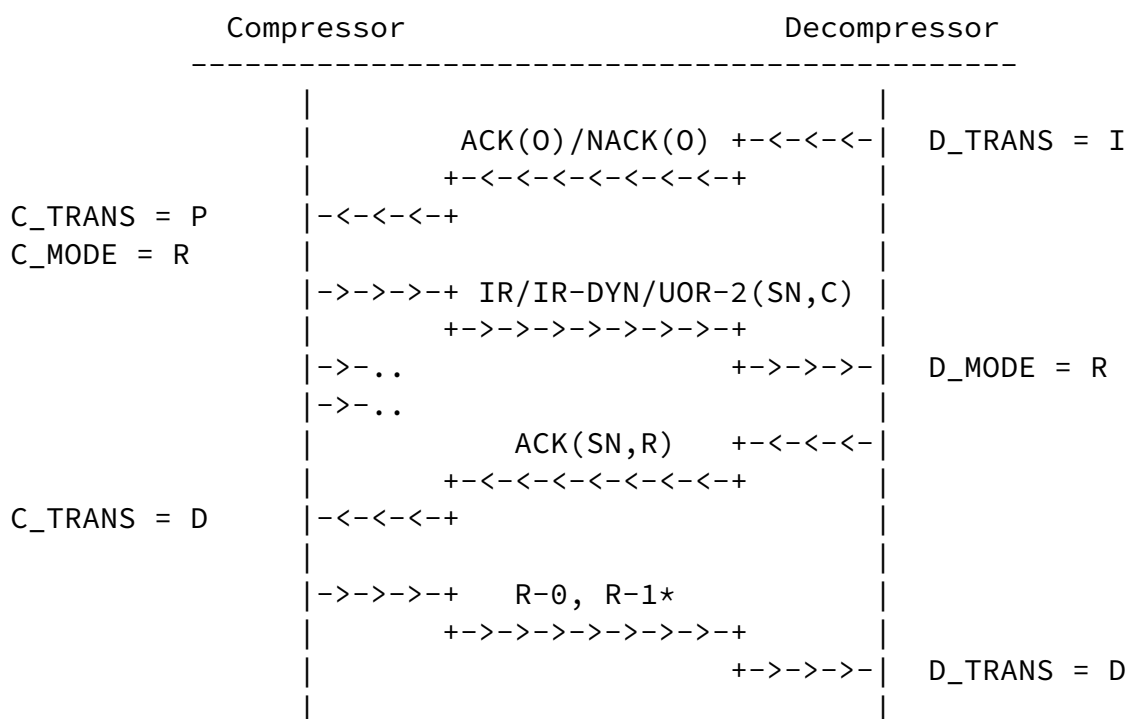 Compressor                     Decompressor
            ----------------------------------------------
                  |                               |
                  |        ACK(O)/NACK(O) +-<-<-<-|  D_TRANS = I
                  |       +-<-<-<-<-<-<-<-+       |
C_TRANS = P       |-<-<-<-+                       |
C_MODE = R        |                               |
                  |->->->-+ IR/IR-DYN/UOR-2(SN,C) |
                  |       +->->->->->->->-+       |
                  |->-..                  +->->->-|  D_MODE = R
                  |->-..                          |
                  |           ACK(SN,R)   +-<-<-<-|
                  |       +-<-<-<-<-<-<-<-+       |
C_TRANS = D       |-<-<-<-+                       |
                  |                               |
                  |->->->-+   R-0, R-1*           |
                  |       +->->->->->->->-+       |
                  |                       +->->->-|  D_TRANS = D
                  |                               |